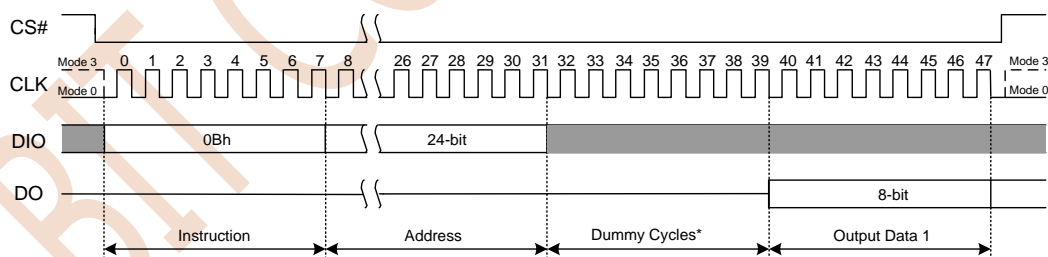 CS#
Mode 3 0 1 2 3 4 5 6 7 8 26 27 28 29 30 31 32 33 34 35 36 37 38 39 40 41 42 43 44 45 46 47 Mode 3
CLK Mode 0 Mode 0
DIO 0Bh 24-bit
DO 8-bit
Instruction Address Dummy Cycles* Output Data 1